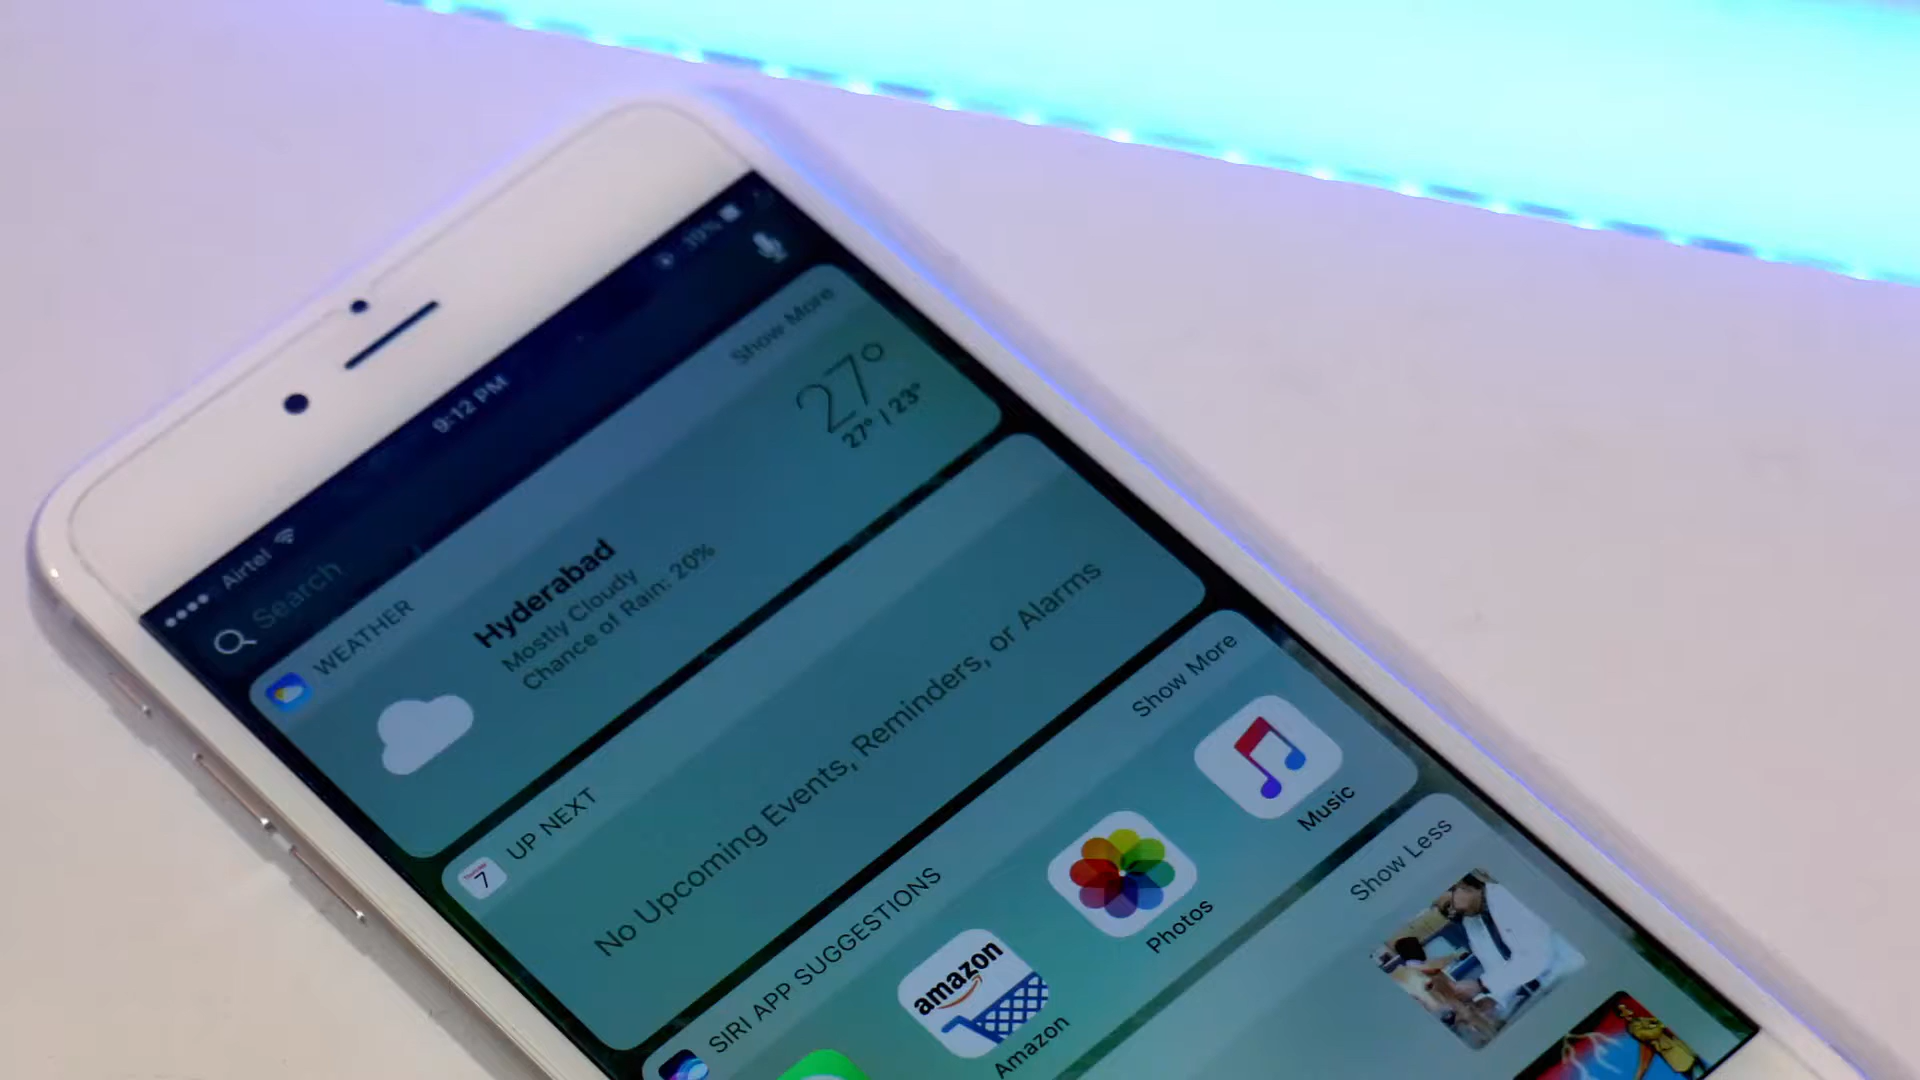 Airtel
9:12 PM
39%
Search
WEATHER
Show More
Hyderabad
Mostly Cloudy
Chance of Rain: 20%
27°
27° | 23°
UP NEXT
Thursday
7
No Upcoming Events, Reminders, or Alarms
SIRI APP SUGGESTIONS
Show More
amazon
Amazon
Photos
Music
Show Less